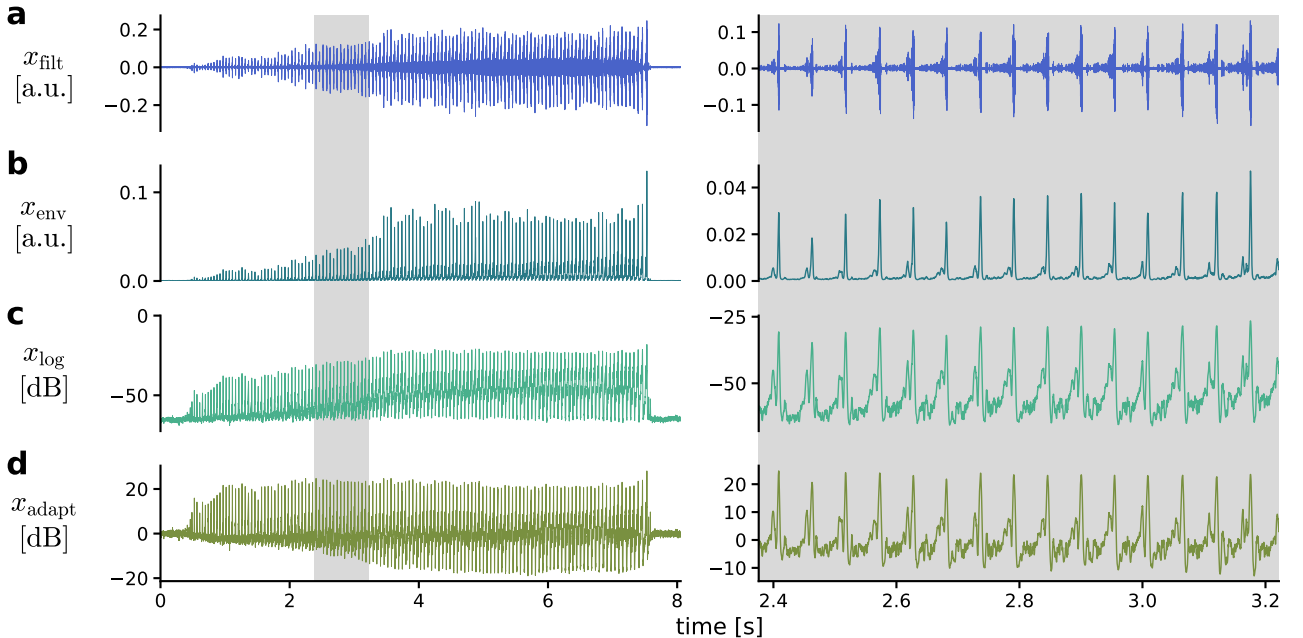 a
x_filt
[a.u.]
0.2
0.0
−0.2
0.1
0.0
−0.1
b
x_env
[a.u.]
0.1
0.0
0.04
0.02
0.00
c
x_log
[dB]
0
−50
−25
−50
d
x_adapt
[dB]
20
0
−20
20
10
0
−10
0 2 4 6 8
2.4 2.6 2.8 3.0 3.2
time [s]